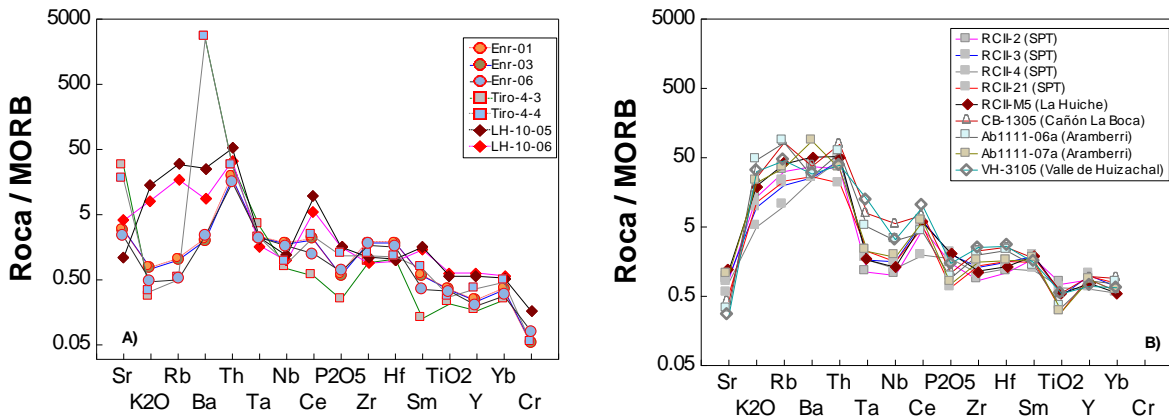 5000
500
50
5
0.50
0.05
Roca / MORB
Enr-01
Enr-03
Enr-06
Tiro-4-3
Tiro-4-4
LH-10-05
LH-10-06
A)
Sr Rb Th Nb P2O5 Hf TiO2 Yb
K2O Ba Ta Ce Zr Sm Y Cr
5000
500
50
5
0.5
0.05
Roca / MORB
RCII-2 (SPT)
RCII-3 (SPT)
RCII-4 (SPT)
RCII-21 (SPT)
RCII-M5 (La Huiche)
CB-1305 (Cañón La Boca)
Ab1111-06a (Aramberri)
Ab1111-07a (Aramberri)
VH-3105 (Valle de Huizachal)
B)
Sr Rb Th Nb P2O5 Hf TiO2 Yb
K2O Ba Ta Ce Zr Sm Y Cr